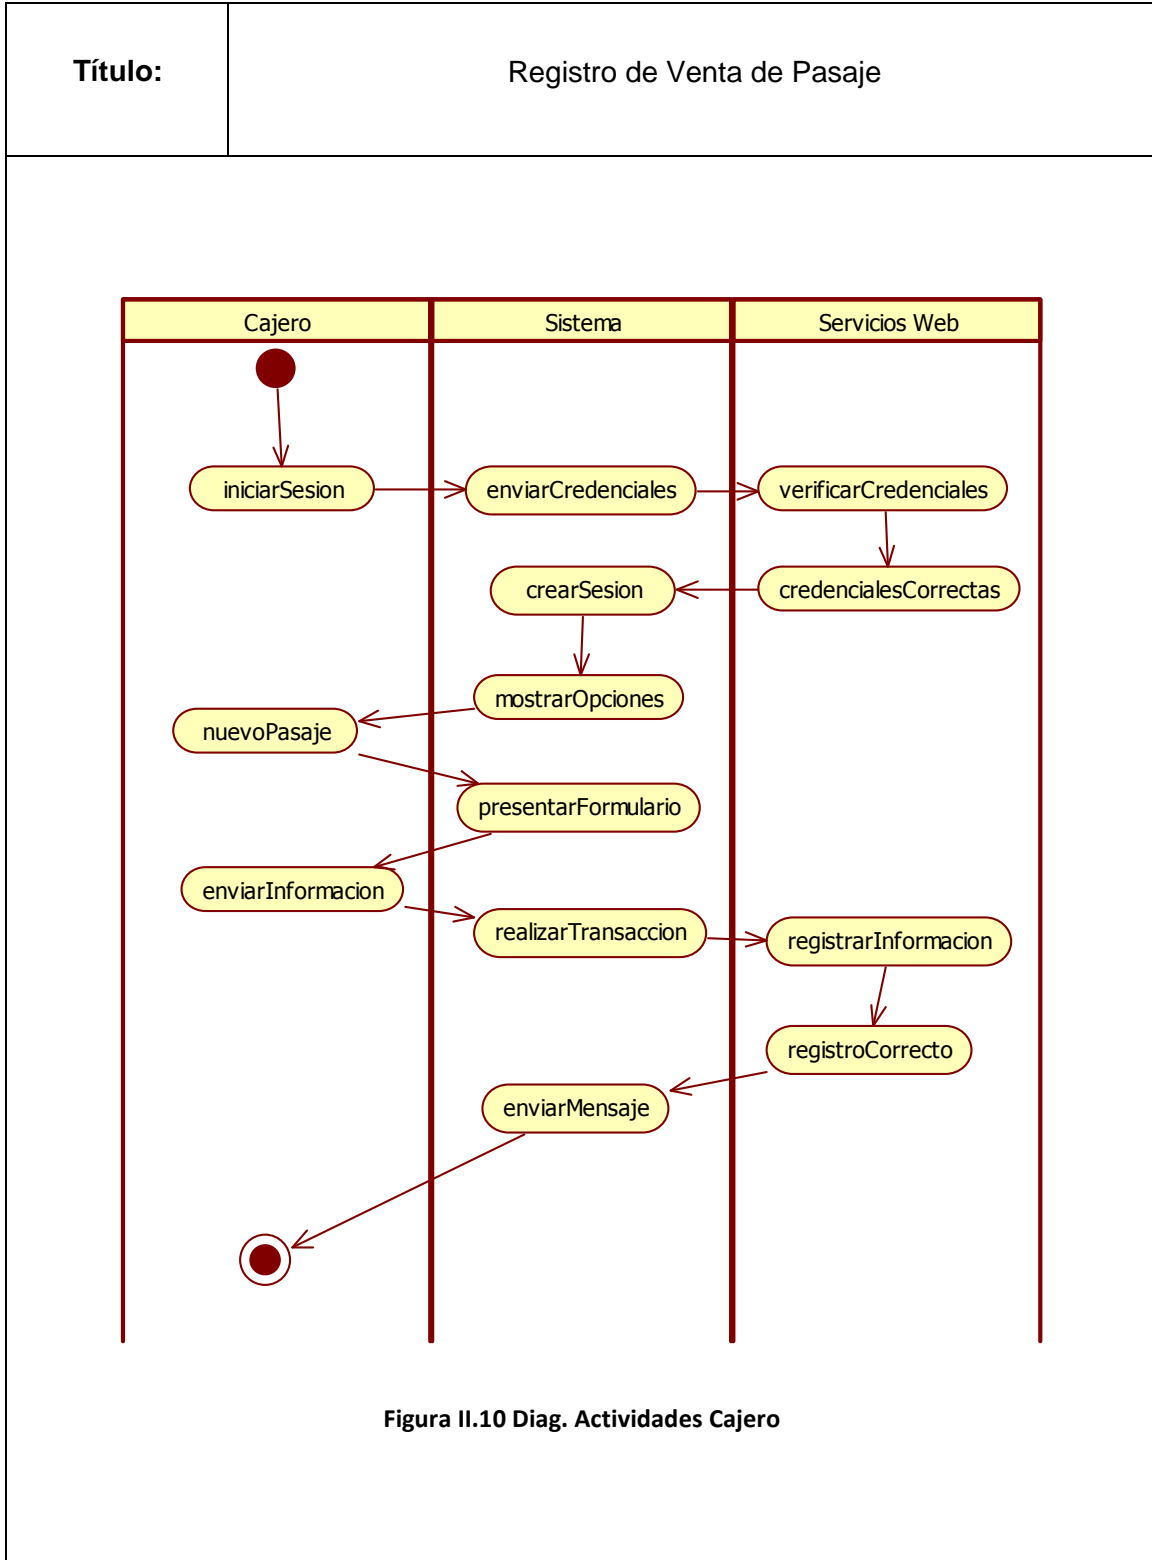 Título:
Registro de Venta de Pasaje
Cajero
Sistema
Servicios Web
iniciarSesion
enviarCredenciales
verificarCredenciales
crearSesion
credencialesCorrectas
mostrarOpciones
nuevoPasaje
presentarFormulario
enviarInformacion
realizarTransaccion
registrarInformacion
registroCorrecto
enviarMensaje
Figura II.10 Diag. Actividades Cajero